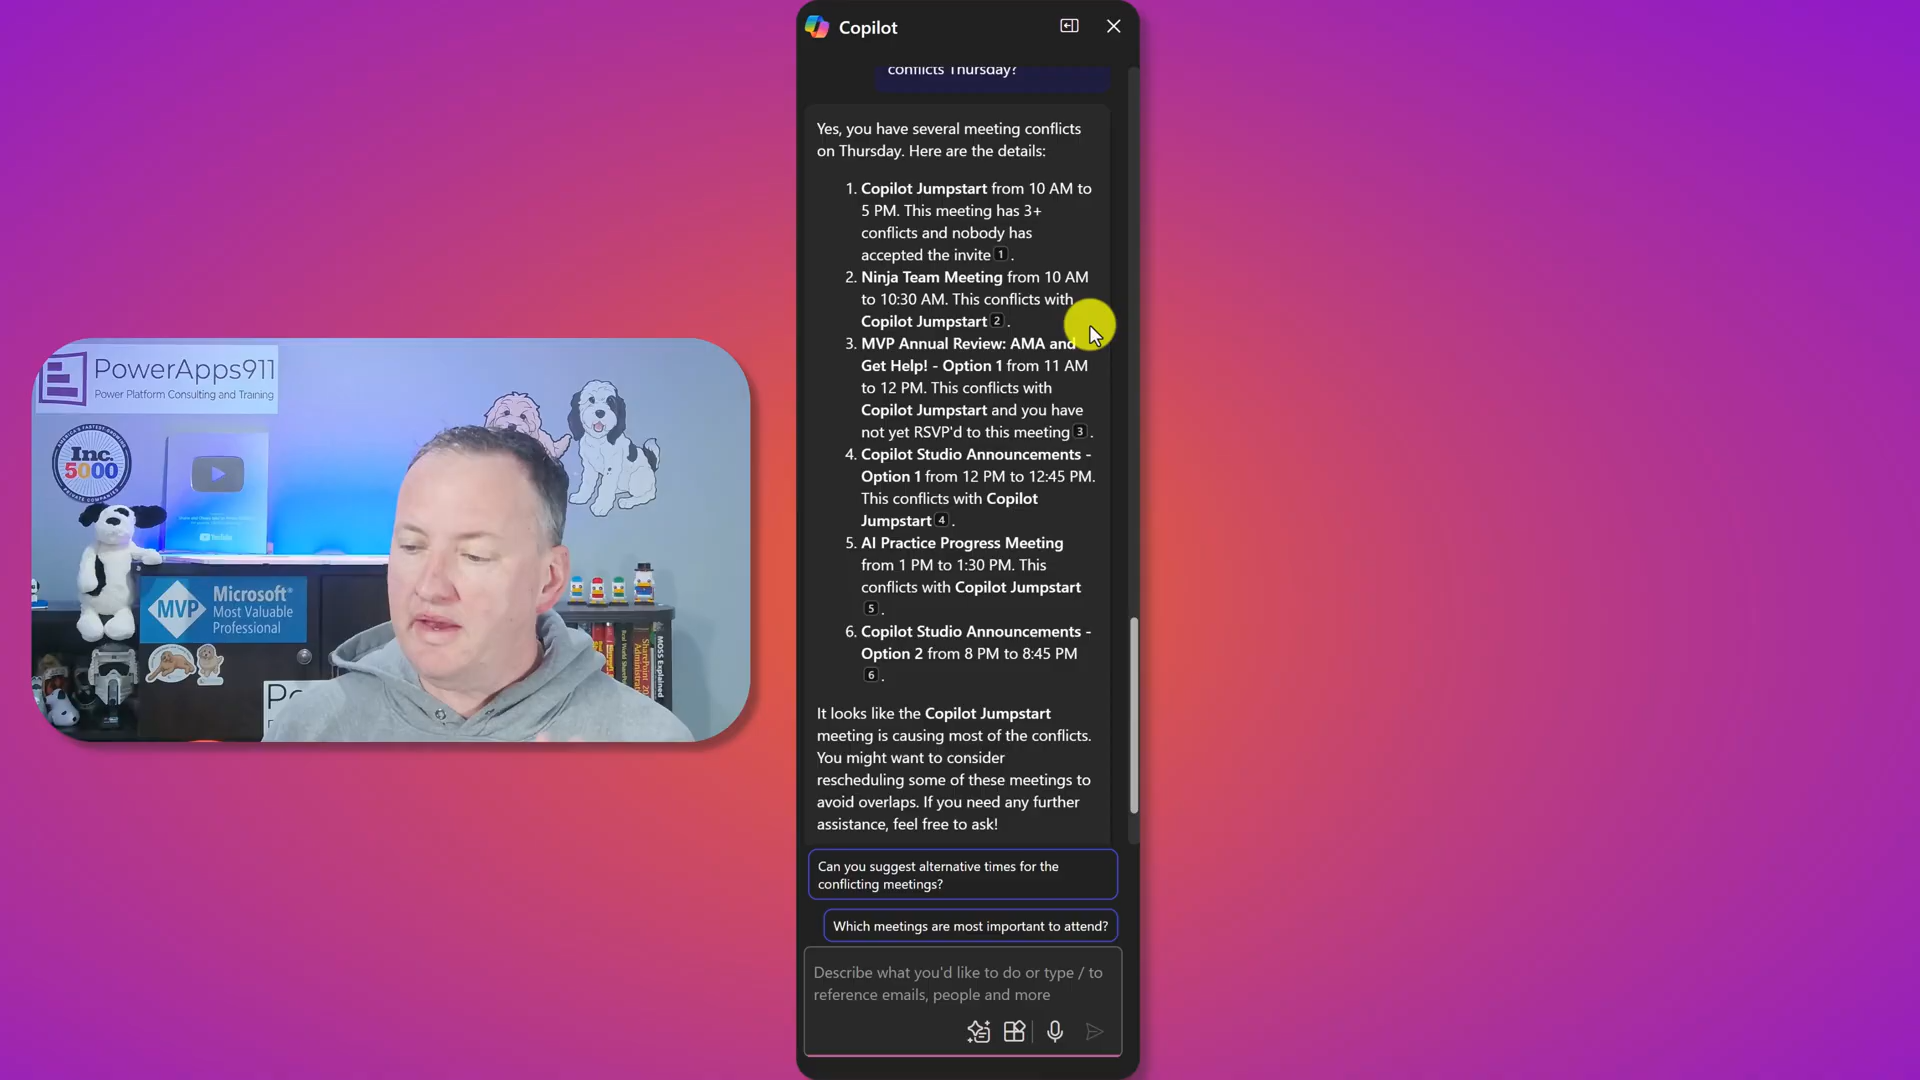 Copilot
conflicts Thursday?
Yes, you have several meeting conflicts
on Thursday. Here are the details:
1. Copilot Jumpstart from 10 AM to
5 PM. This meeting has 3+
conflicts and nobody has
accepted the invite 1 .
2. Ninja Team Meeting from 10 AM
to 10:30 AM. This conflicts with
Copilot Jumpstart 2 .
3. MVP Annual Review: AMA and
Get Help! - Option 1 from 11 AM
to 12 PM. This conflicts with
Copilot Jumpstart and you have
not yet RSVP'd to this meeting 3 .
4. Copilot Studio Announcements -
Option 1 from 12 PM to 12:45 PM.
This conflicts with Copilot
Jumpstart 4 .
5. AI Practice Progress Meeting
from 1 PM to 1:30 PM. This
conflicts with Copilot Jumpstart
5 .
6. Copilot Studio Announcements -
Option 2 from 8 PM to 8:45 PM
6 .
It looks like the Copilot Jumpstart
meeting is causing most of the conflicts.
You might want to consider
rescheduling some of these meetings to
avoid overlaps. If you need any further
assistance, feel free to ask!
Can you suggest alternative times for the
conflicting meetings?
Which meetings are most important to attend?
Describe what you'd like to do or type / to
reference emails, people and more
PowerApps911
Power Platform Consulting and Training
Inc.
5000
YouTube
MVP
Microsoft®
Most Valuable
Professional
MOSS Explained